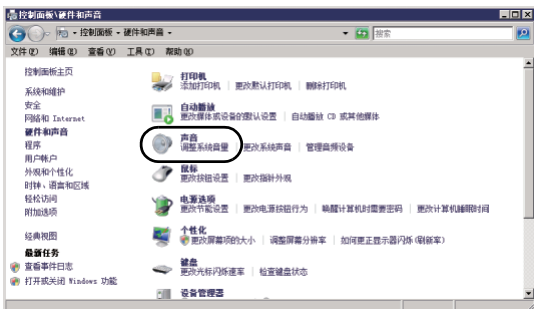 控制面板\硬件和声音
控制面板 硬件和声音
搜索
文件(F) 编辑(E) 查看(V) 工具(T) 帮助(H)
控制面板主页
系统和维护
安全
网络和 Internet
硬件和声音
程序
用户帐户
外观和个性化
时钟、语言和区域
轻松访问
附加选项
经典视图
最新任务
查看事件日志
打开或关闭 Windows 功能
打印机
添加打印机 更改默认打印机 删除打印机
自动播放
更改媒体或设备的默认设置 自动播放 CD 或其他媒体
声音
调整系统音量 更改系统声音 管理音频设备
鼠标
更改按钮设置 更改指针外观
电源选项
更改节能设置 更改电源按钮行为 唤醒计算机时需要密码 更改计算机睡眠时间
个性化
更改屏幕项的大小 调整屏幕分辨率 如何更正显示器闪烁(刷新率)
键盘
更改光标闪烁速率 检查键盘状态
设备管理器